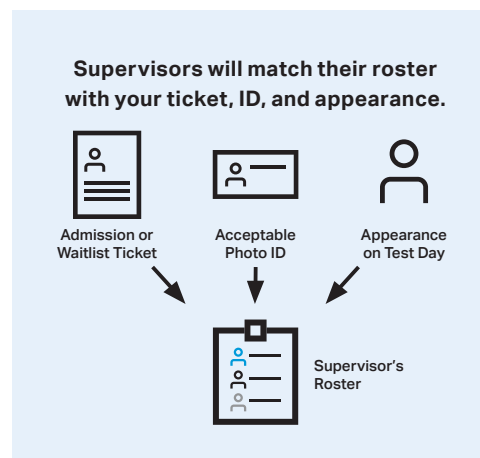 Supervisors will match their roster
with your ticket, ID, and appearance.
Admission or
Waitlist Ticket
Acceptable
Photo ID
Appearance
on Test Day
Supervisor’s
Roster